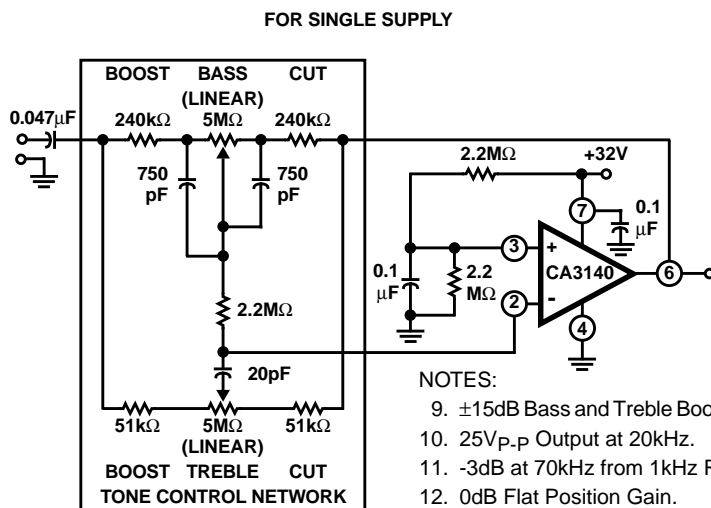 FOR SINGLE SUPPLY
BOOST BASS CUT
(LINEAR)
0.047µF
240kΩ 5MΩ 240kΩ
750 pF
750 pF
2.2MΩ
+32V
7
0.1 µF
3
+
CA3140
6
0.1 µF
2.2 MΩ
2
-
4
2.2MΩ
20pF
51kΩ 5MΩ 51kΩ
(LINEAR)
BOOST TREBLE CUT
TONE CONTROL NETWORK
NOTES:
9. ±15dB Bass and Treble Boo
10. 25VP-P Output at 20kHz.
11. -3dB at 70kHz from 1kHz R
12. 0dB Flat Position Gain.